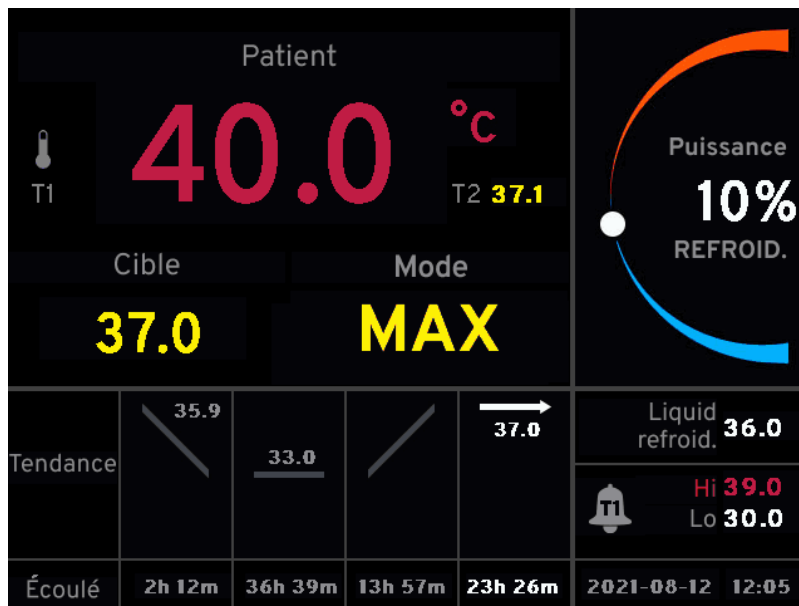 Patient
40.0 °C
T1
T2 37.1
Cible
37.0
Mode
MAX
Puissance
10%
REFROID.
Tendance
35.9
33.0
37.0
Écoulé
2h 12m
36h 39m
13h 57m
23h 26m
Liquid
refroid. 36.0
T1
Hi 39.0
Lo 30.0
2021-08-12 12:05